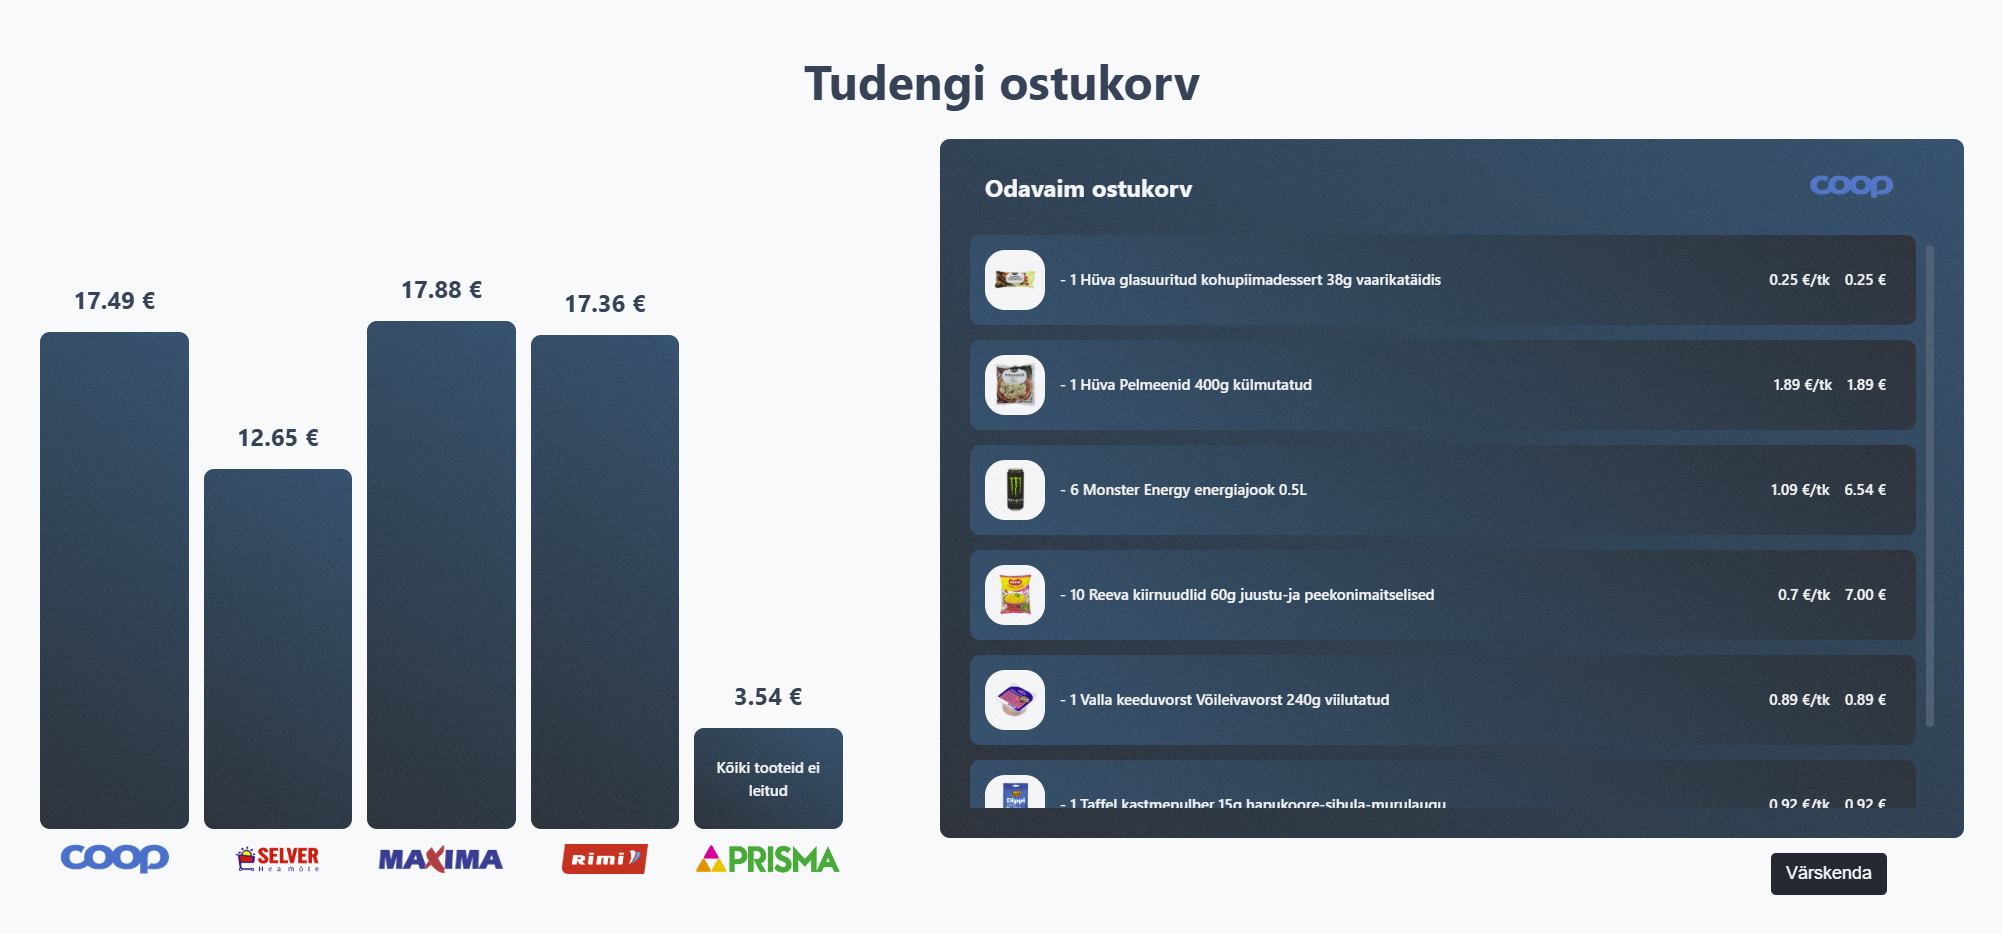 Tudengi ostukorv
17.49 €
12.65 €
17.88 €
17.36 €
3.54 €
Kõiki tooteid ei
leitud
coop
SELVER
Heamõte
MAXIMA
Rimi
PRISMA
Odavaim ostukorv
coop
- 1 Hüva glasuuritud kohupiimadessert 38g vaarikatäidis 0.25 €/tk 0.25 €
- 1 Hüva Pelmeenid 400g külmutatud 1.89 €/tk 1.89 €
- 6 Monster Energy energiajook 0.5L 1.09 €/tk 6.54 €
- 10 Reeva kiirnuudlid 60g juustu-ja peekonimaitselised 0.7 €/tk 7.00 €
- 1 Valla keeduvorst Võileivavorst 240g viilutatud 0.89 €/tk 0.89 €
Dippi
- 1 Taffel kastmepulber 15g hapukoore-sibula-murulaugu 0.92 €/tk 0.92 €
Värskenda